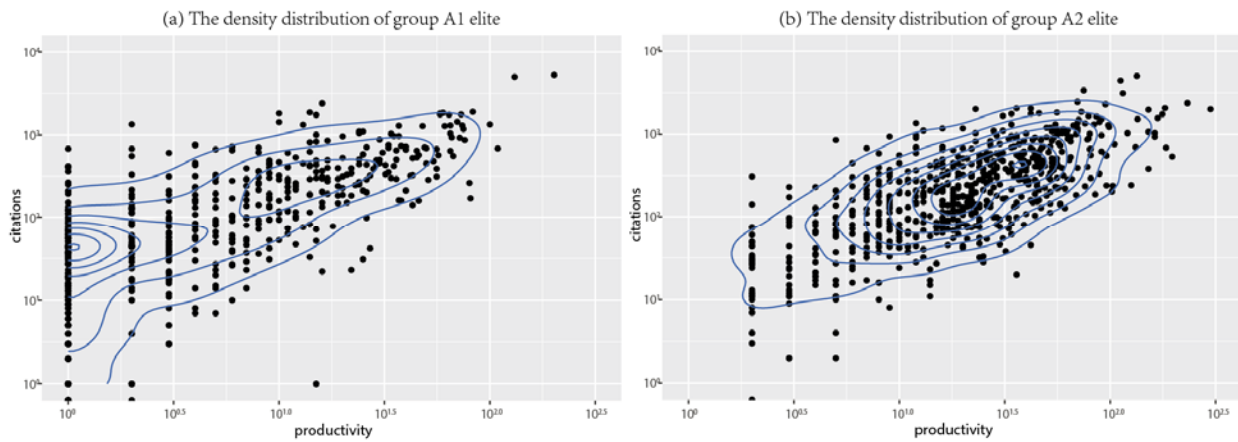 (a) The density distribution of group A1 elite
10⁴
10³
10²
10¹
10⁰
citations
10⁰ 10⁰·⁵ 10¹·⁰ 10¹·⁵ 10²·⁰ 10²·⁵
productivity
(b) The density distribution of group A2 elite
10⁴
10³
10²
10¹
10⁰
citations
10⁰ 10⁰·⁵ 10¹·⁰ 10¹·⁵ 10²·⁰ 10²·⁵
productivity